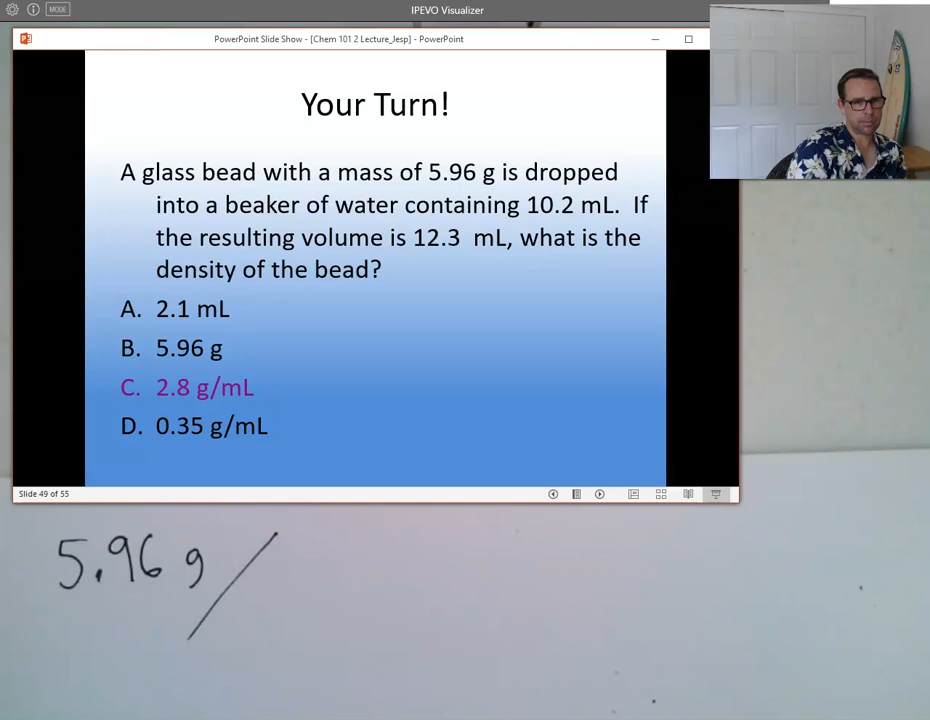 MODE
IPEVO Visualizer
PowerPoint Slide Show - [Chem 101 2 Lecture_Jesp] - PowerPoint
Your Turn!
A glass bead with a mass of 5.96 g is dropped
into a beaker of water containing 10.2 mL. If
the resulting volume is 12.3 mL, what is the
density of the bead?
A. 2.1 mL
B. 5.96 g
C. 2.8 g/mL
D. 0.35 g/mL
Slide 49 of 55
5.96 g /